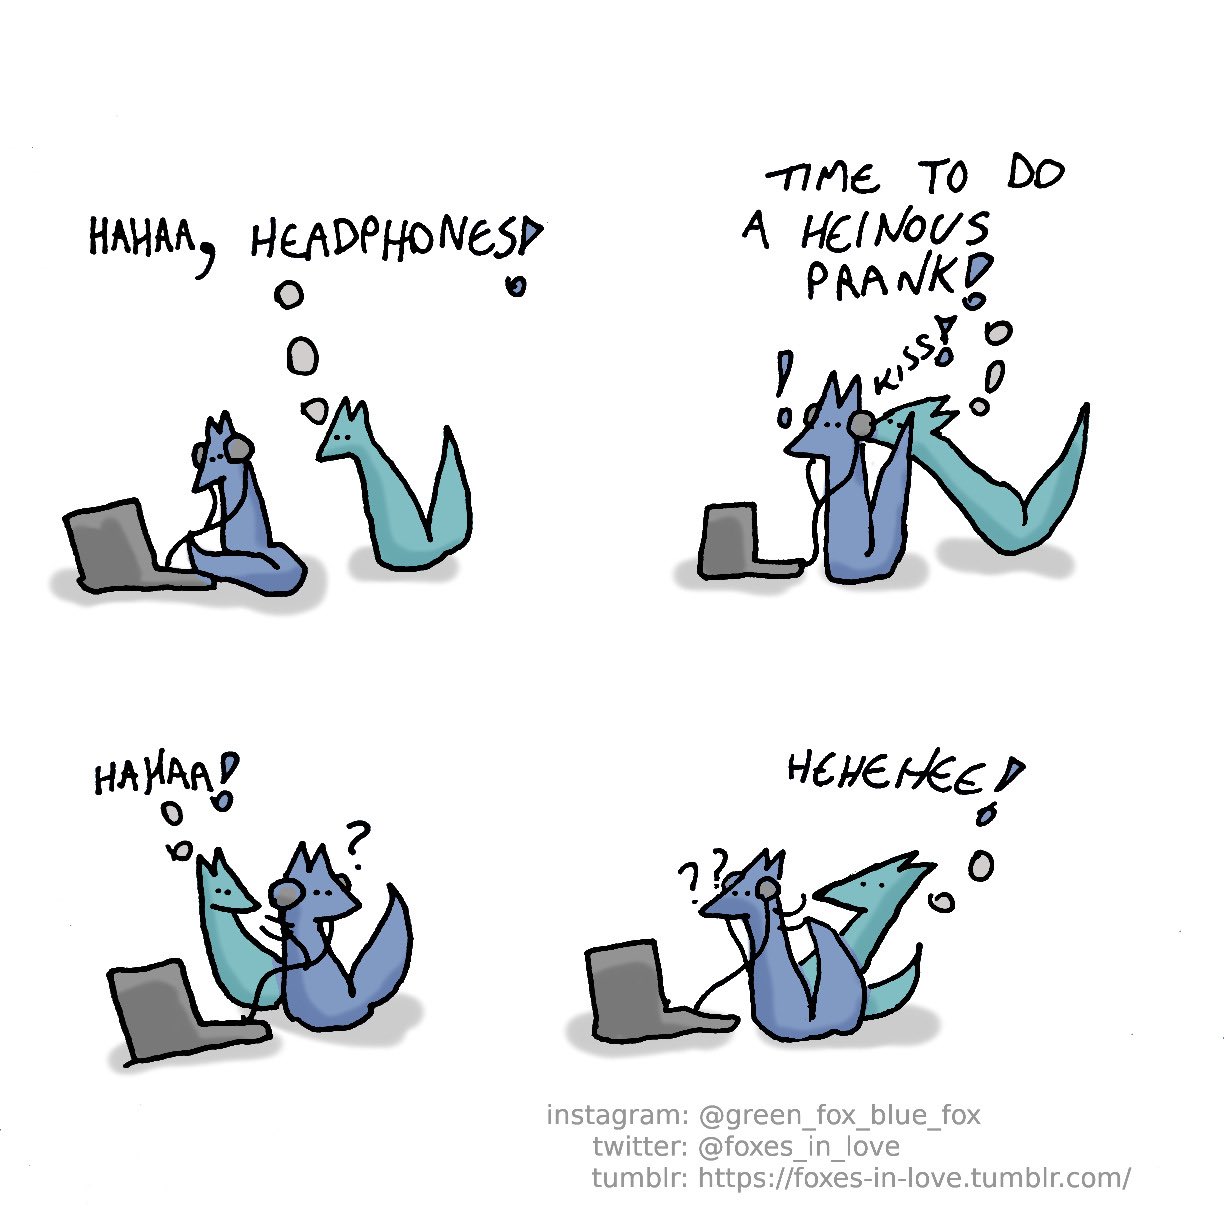 HAHAA, HEADPHONES!
TIME TO DO
A HEINOUS
PRANK!
!
KISS!
HAHAA!
?
HEHEHEE!
??
instagram: @green_fox_blue_fox
twitter: @foxes_in_love
tumblr: https://foxes-in-love.tumblr.com/